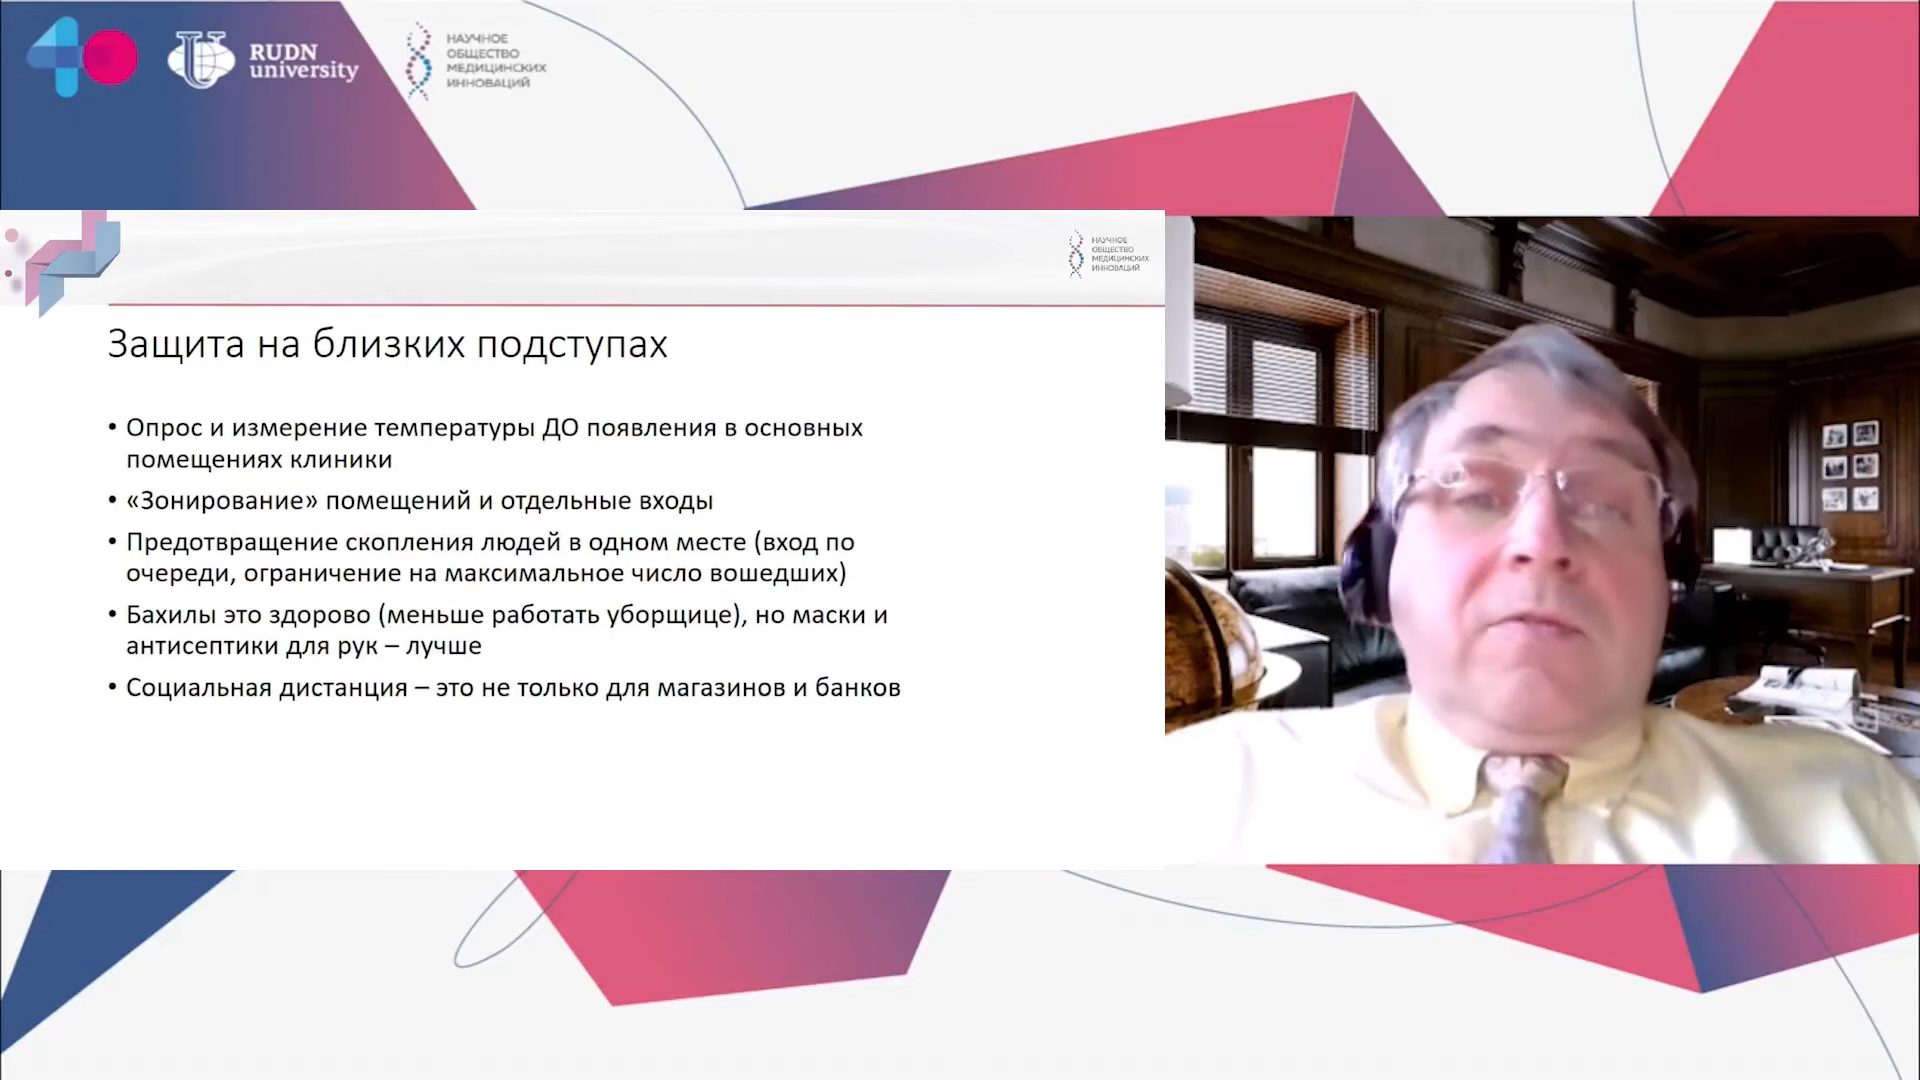 RUDN
university
НАУЧНОЕ
ОБЩЕСТВО
МЕДИЦИНСКИХ
ИННОВАЦИЙ
НАУЧНОЕ
ОБЩЕСТВО
МЕДИЦИНСКИХ
ИННОВАЦИЙ
Защита на близких подступах
• Опрос и измерение температуры ДО появления в основных
помещениях клиники
• «Зонирование» помещений и отдельные входы
• Предотвращение скопления людей в одном месте (вход по
очереди, ограничение на максимальное число вошедших)
• Бахилы это здорово (меньше работать уборщице), но маски и
антисептики для рук – лучше
• Социальная дистанция – это не только для магазинов и банков